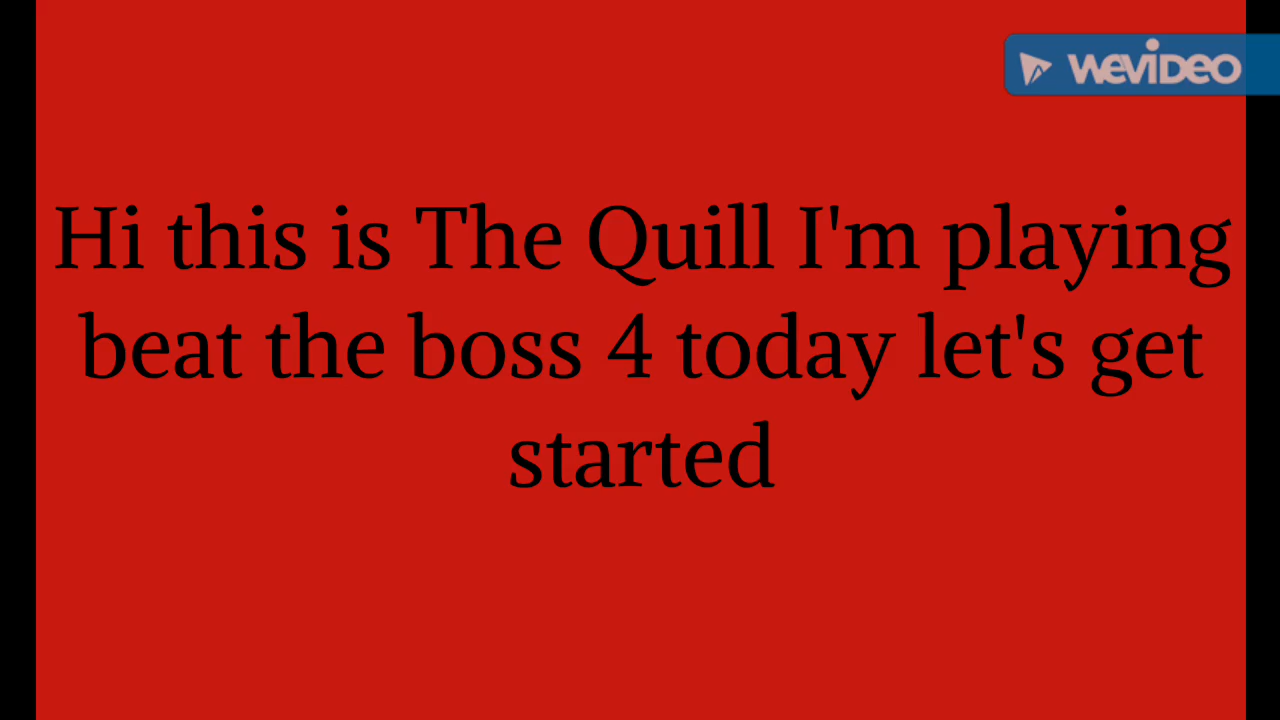 WEVIDEO
Hi this is The Quill I'm playing
beat the boss 4 today let's get
started